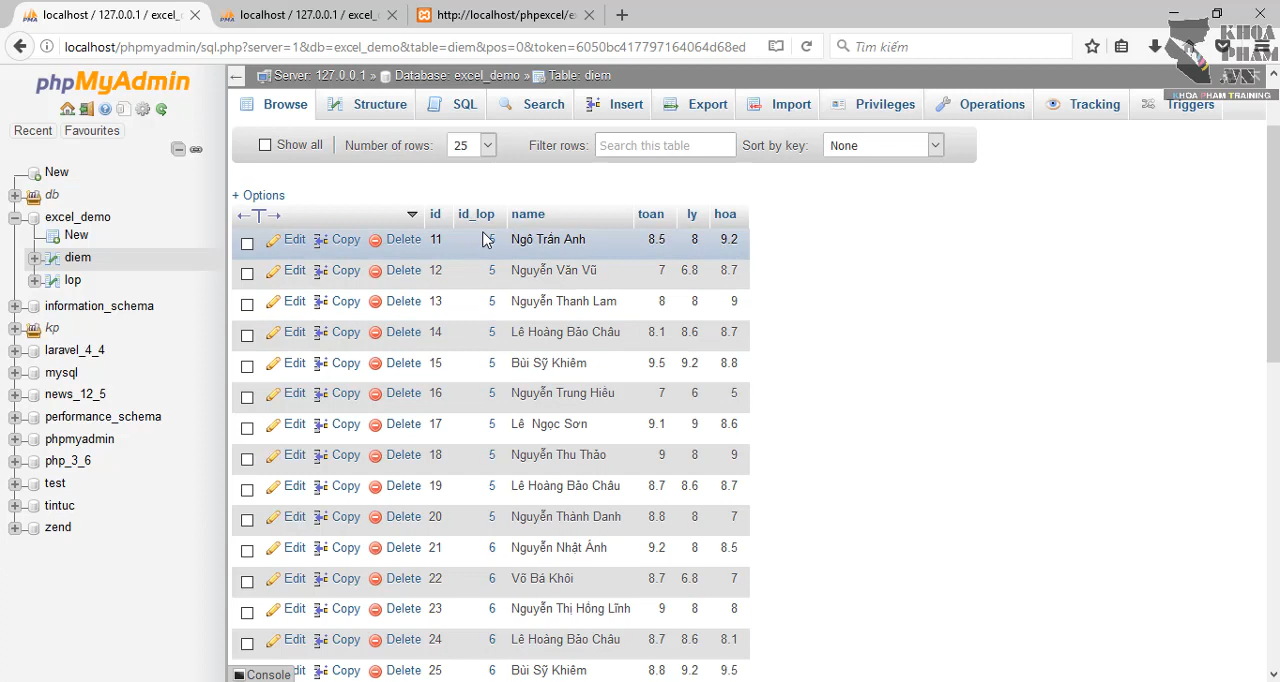 localhost / 127.0.0.1 / excel_
localhost / 127.0.0.1 / excel_
http://localhost/phpexcel/e
localhost/phpmyadmin/sql.php?server=1&db=excel_demo&table=diem&pos=0&token=6050bc417797164064d68ed
Tìm kiếm
KHOA
PHAM
KHOA PHAM TRAINING
phpMyAdmin
Recent
Favourites
New
db
excel_demo
New
diem
lop
information_schema
kp
laravel_4_4
mysql
news_12_5
performance_schema
phpmyadmin
php_3_6
test
tintuc
zend
Server: 127.0.0.1 » Database: excel_demo » Table: diem
Browse Structure SQL Search Insert Export Import Privileges Operations Tracking Triggers
Show all Number of rows: 25 Filter rows: Search this table Sort by key: None
+ Options
id id_lop name toan ly hoa
Edit Copy Delete 11 5 Ngô Trấn Anh 8.5 8 9.2
Edit Copy Delete 12 5 Nguyễn Văn Vũ 7 6.8 8.7
Edit Copy Delete 13 5 Nguyễn Thanh Lam 8 8 9
Edit Copy Delete 14 5 Lê Hoàng Bão Châu 8.1 8.6 8.7
Edit Copy Delete 15 5 Bùi Sỹ Khiêm 9.5 9.2 8.8
Edit Copy Delete 16 5 Nguyễn Trung Hiêu 7 6 5
Edit Copy Delete 17 5 Lê Ngọc Sơn 9.1 9 8.6
Edit Copy Delete 18 5 Nguyễn Thu Thảo 9 8 9
Edit Copy Delete 19 5 Lê Hoàng Bão Châu 8.7 8.6 8.7
Edit Copy Delete 20 5 Nguyễn Thành Danh 8.8 8 7
Edit Copy Delete 21 6 Nguyễn Nhật Ánh 9.2 8 8.5
Edit Copy Delete 22 6 Võ Bá Khôi 8.7 6.8 7
Edit Copy Delete 23 6 Nguyễn Thị Hồng Lĩnh 9 8 8
Edit Copy Delete 24 6 Lê Hoàng Bão Châu 8.7 8.6 8.1
Copy Delete 25 6 Bùi Sỹ Khiêm 8.8 9.2 9.5
Console